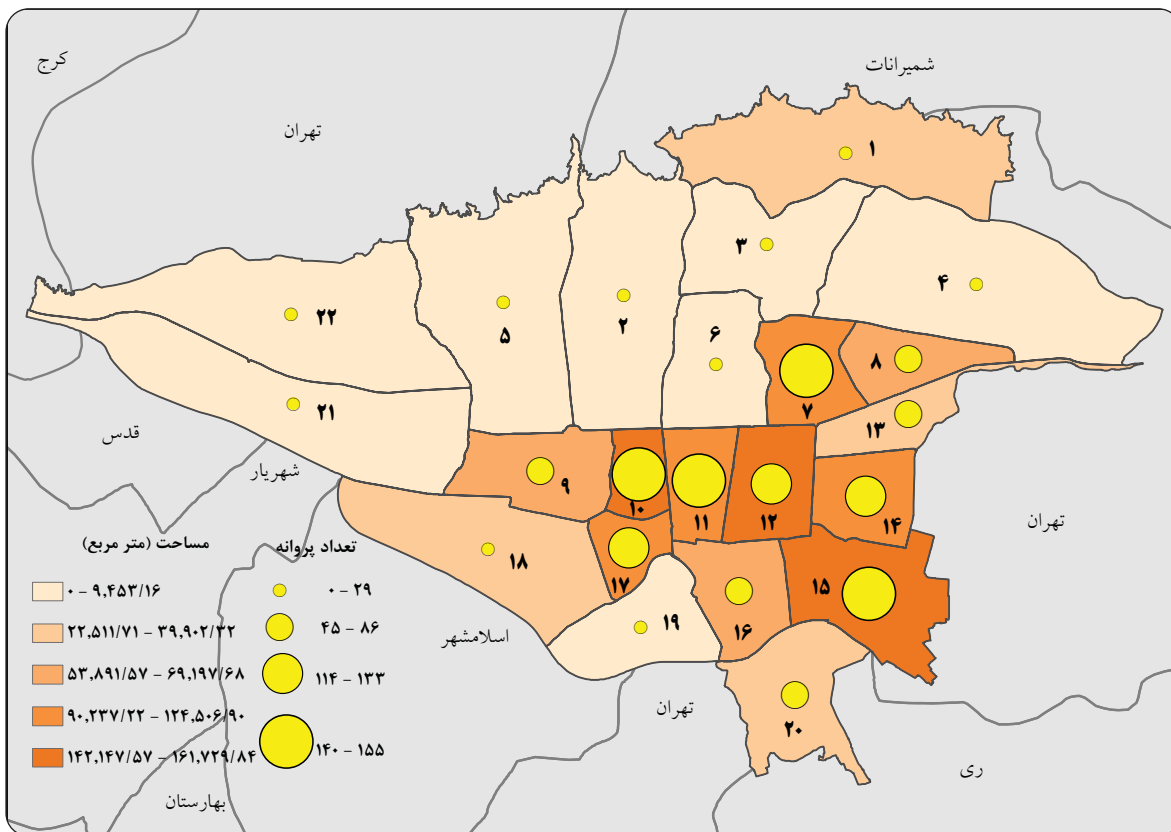 کرج
شمیرانات
تهران
۱
۳
۴
۲۲
۵
۲
۶
۸
۷
۲۱
۱۳
قدس
شهریار
۹
۱۰
۱۱
۱۲
۱۴
تهران
۱۸
۱۷
۱۵
۱۹
۱۶
اسلامشهر
تهران
۲۰
ری
بهارستان
مساحت (متر مربع)
۰ - ۹,۴۵۳/۱۶
۲۲,۵۱۱/۷۱ - ۳۹,۹۰۲/۳۲
۵۳,۸۹۱/۵۷ - ۶۹,۱۹۷/۶۸
۹۰,۲۳۷/۲۲ - ۱۲۴,۵۰۶/۹۰
۱۴۲,۱۴۷/۵۷ - ۱۶۱,۷۲۹/۸۴
تعداد پروانه
۰ - ۲۹
۴۵ - ۸۶
۱۱۴ - ۱۳۳
۱۴۰ - ۱۵۵